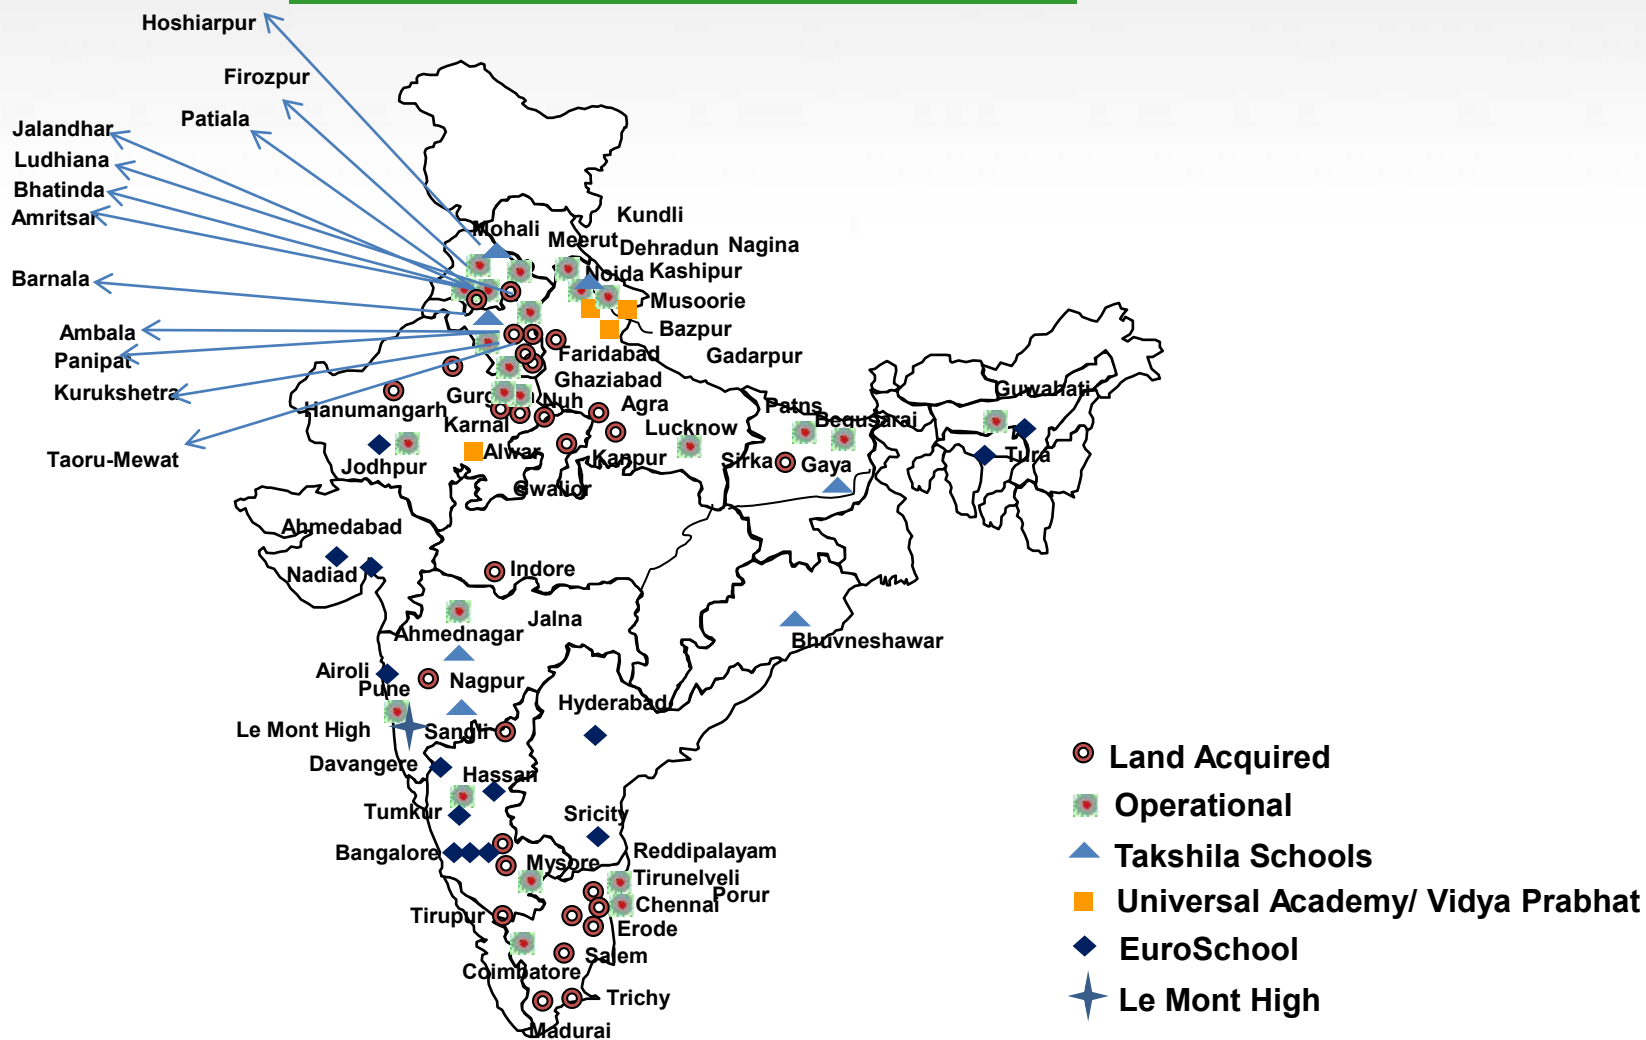 Hoshiarpur
Firozpur
Patiala
Jalandhar
Ludhiana
Bhatinda
Amritsar
Barnala
Ambala
Panipat
Kurukshetra
Taoru-Mewat
Mohali
Kundli
Meerut
Dehradun
Nagina
Noida
Kashipur
Musoorie
Bazpur
Faridabad
Gadarpur
Ghaziabad
Nuh
Agra
Hanumangarh
Karnal
Lucknow
Patns
Bequsarai
Guwahati
Jodhpur
Alwar
Kanpur
Sirka
Gaya
Tura
Gwalior
Ahmedabad
Nadiad
Indore
Jalna
Ahmednagar
Bhuvneshawar
Airoli
Pune
Nagpur
Le Mont High
Sangli
Hyderabad
Davangere
Hassan
Tumkur
Sricity
Bangalore
Mysore
Reddipalayam
Tirunelveli
Porur
Chennai
Tirupur
Erode
Salem
Coimbatore
Trichy
Madurai
Land Acquired
Operational
Takshila Schools
Universal Academy/ Vidya Prabhat
EuroSchool
Le Mont High